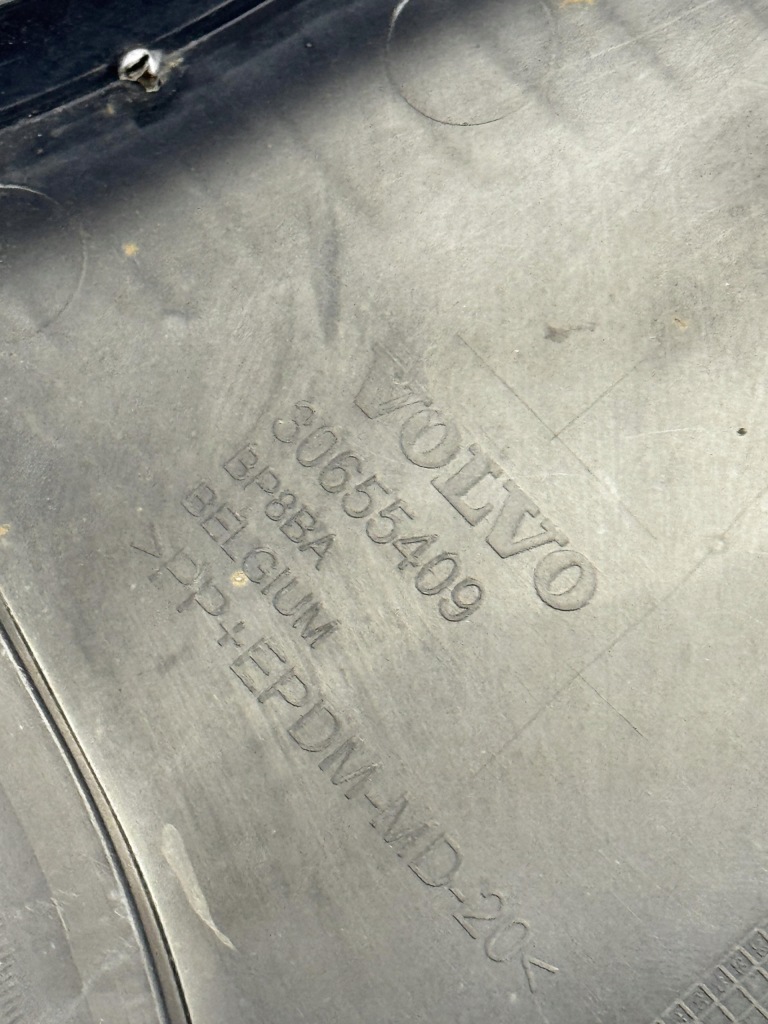 VOLVO
30655409
BP8BA
BELGIUM
>PP+EPDM-MD-20<